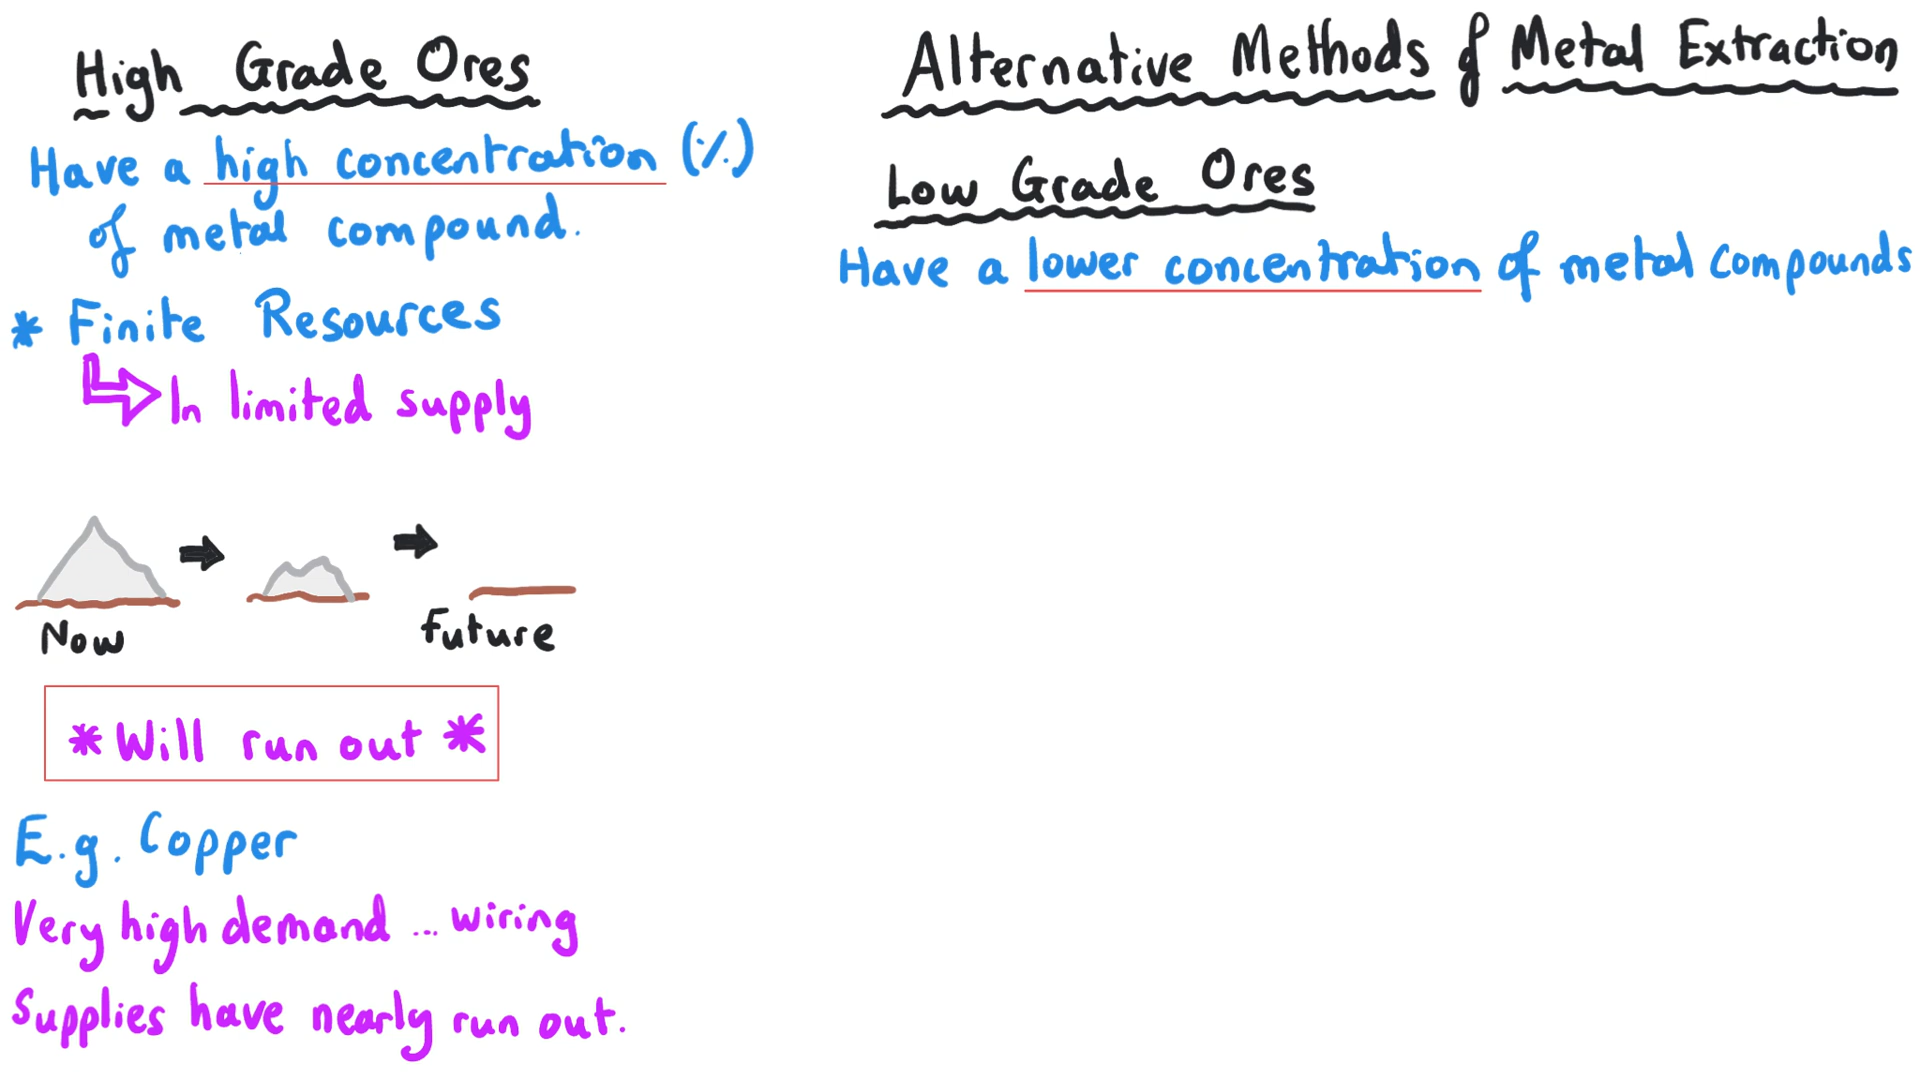 High Grade Ores
Have a high concentration (%)
of metal compound.
* Finite Resources
In limited supply
Now
Future
* Will run out *
E.g. Copper
Very high demand ... wiring
Supplies have nearly run out.
Alternative Methods of Metal Extraction
Low Grade Ores
Have a lower concentration of metal compounds